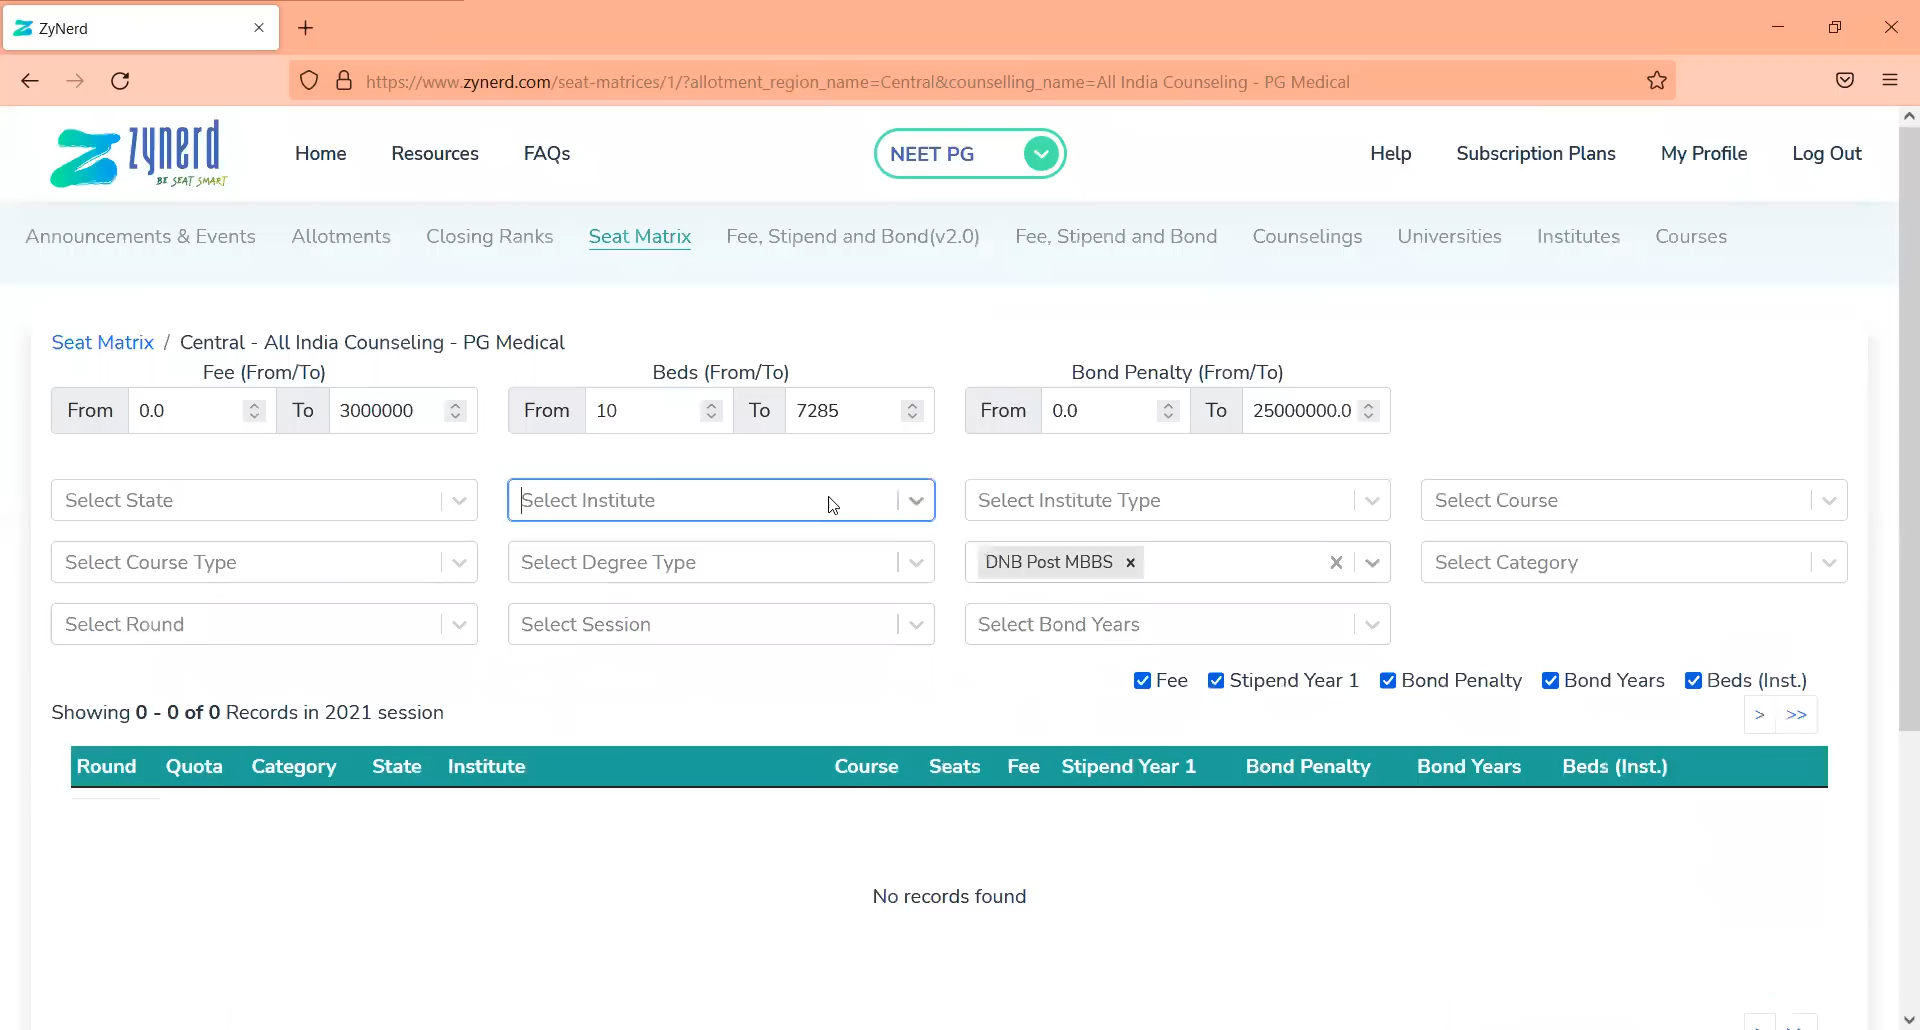 ZyNerd
https://www.zynerd.com/seat-matrices/1/?allotment_region_name=Central&counselling_name=All India Counseling - PG Medical
zynerd
BE SEAT SMART
Home Resources FAQs NEET PG Help Subscription Plans My Profile Log Out
Announcements & Events Allotments Closing Ranks Seat Matrix Fee, Stipend and Bond(v2.0) Fee, Stipend and Bond Counselings Universities Institutes Courses
Seat Matrix / Central - All India Counseling - PG Medical
Fee (From/To) Beds (From/To) Bond Penalty (From/To)
From 0.0 To 3000000 From 10 To 7285 From 0.0 To 25000000.0
Select State Select Institute Select Institute Type Select Course
Select Course Type Select Degree Type DNB Post MBBS × Select Category
Select Round Select Session Select Bond Years
Fee Stipend Year 1 Bond Penalty Bond Years Beds (Inst.)
Showing 0 - 0 of 0 Records in 2021 session > >>
Round Quota Category State Institute Course Seats Fee Stipend Year 1 Bond Penalty Bond Years Beds (Inst.)
No records found